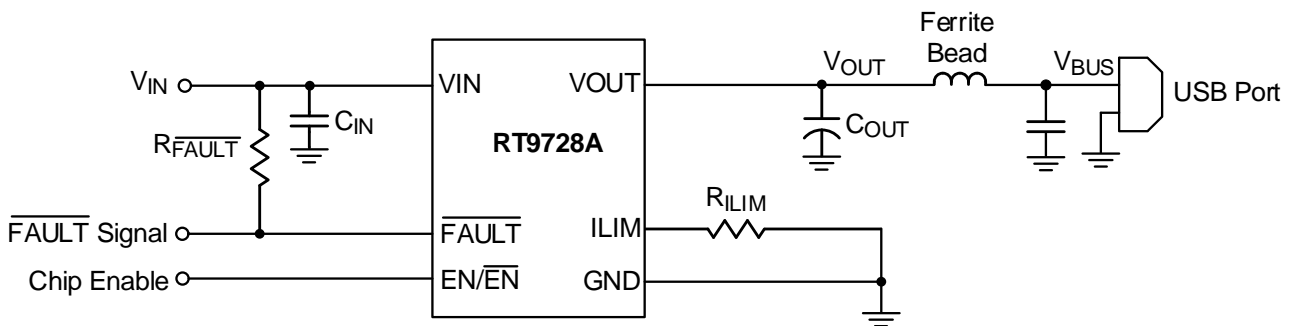 Ferrite
Bead
VIN
VIN
VOUT
VOUT
VBUS
USB Port
CIN
COUT
RFAULT
RT9728A
RILIM
FAULT Signal
FAULT
ILIM
Chip Enable
EN/EN
GND